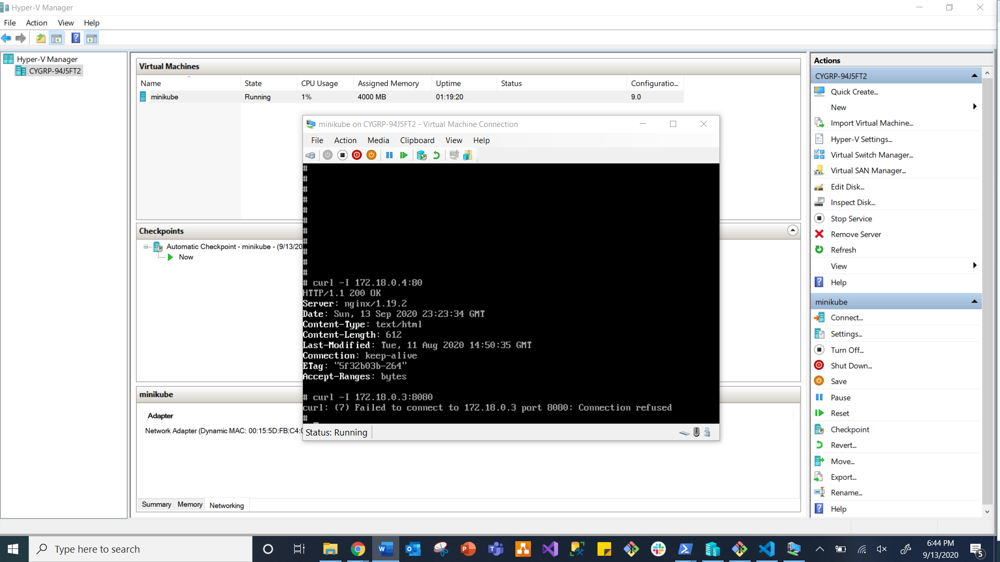 Hyper-V Manager
File Action View Help
Hyper-V Manager
CYGRP-94J5FT2
Virtual Machines
Name State CPU Usage Assigned Memory Uptime Status Configuratio...
minikube Running 1% 4000 MB 01:19:20 9.0
Checkpoints
Automatic Checkpoint - minikube - (9/13/20
Now
minikube
Adapter
Network Adapter (Dynamic MAC: 00:15:5D:FB:C4:0
Summary Memory Networking
minikube on CYGRP-94J5FT2 - Virtual Machine Connection
File Action Media Clipboard View Help
#
#
#
#
#
#
#
#
#
#
#
# curl -I 172.18.0.4:80
HTTP/1.1 200 OK
Server: nginx/1.19.2
Date: Sun, 13 Sep 2020 23:23:34 GMT
Content-Type: text/html
Content-Length: 612
Last-Modified: Tue, 11 Aug 2020 14:50:35 GMT
Connection: keep-alive
ETag: "5f32b03b-264"
Accept-Ranges: bytes
# curl -I 172.18.0.3:8080
curl: (7) Failed to connect to 172.18.0.3 port 8080: Connection refused
# _
Status: Running
Actions
CYGRP-94J5FT2
Quick Create...
New
Import Virtual Machine...
Hyper-V Settings...
Virtual Switch Manager...
Virtual SAN Manager...
Edit Disk...
Inspect Disk...
Stop Service
Remove Server
Refresh
View
Help
minikube
Connect...
Settings...
Turn Off...
Shut Down...
Save
Pause
Reset
Checkpoint
Revert...
Move...
Export...
Rename...
Help
Type here to search
6:44 PM
9/13/2020
5